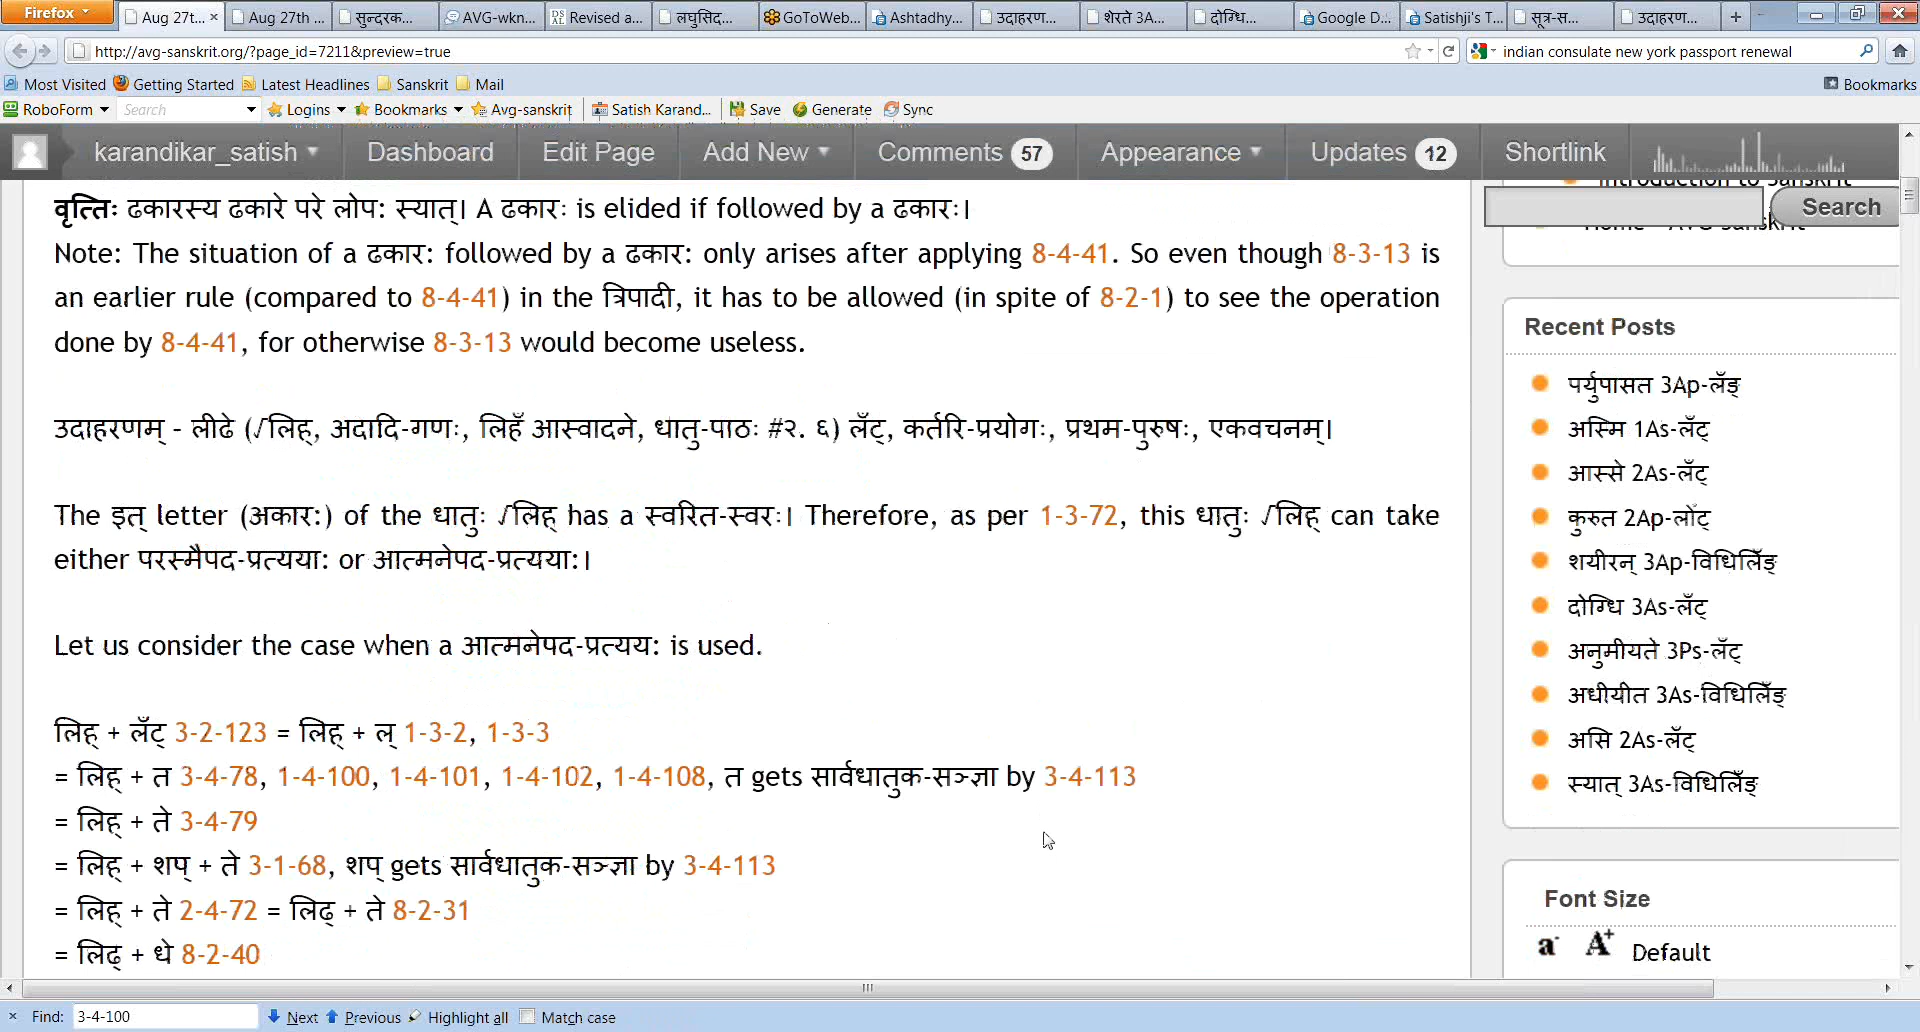 Firefox
Aug 27t...
Aug 27th ...
सुन्दरक...
AVG-wkn...
Revised a...
लघुसिद्...
GoToWeb...
Ashtadhy...
उदाहरण...
शेरते 3A...
दोग्धि...
Google D...
Satishji's T...
सूत्र-स...
उदाहरण...
http://avg-sanskrit.org/?page_id=7211&preview=true
indian consulate new york passport renewal
Most Visited Getting Started Latest Headlines Sanskrit Mail
Bookmarks
RoboForm Search Logins Bookmarks Avg-sanskrit Satish Karand... Save Generate Sync
karandikar_satish Dashboard Edit Page Add New Comments 57 Appearance Updates 12 Shortlink
Search
वृत्तिः ढकारस्य ढकारे परे लोप: स्यात्। A ढकारः is elided if followed by a ढकारः।
Note: The situation of a ढकार: followed by a ढकार: only arises after applying 8-4-41. So even though 8-3-13 is
an earlier rule (compared to 8-4-41) in the त्रिपादी, it has to be allowed (in spite of 8-2-1) to see the operation
done by 8-4-41, for otherwise 8-3-13 would become useless.
उदाहरणम् - लीढे (√लिह्, अदादि-गणः, लिहँ आस्वादने, धातु-पाठः #२. ६) लँट्, कर्तरि-प्रयोगः, प्रथम-पुरुषः, एकवचनम्।
The इत् letter (अकार:) of the धातुः √लिह् has a स्वरित-स्वरः। Therefore, as per 1-3-72, this धातुः √लिह् can take
either परस्मैपद-प्रत्यया: or आत्मनेपद-प्रत्यया:।
Let us consider the case when a आत्मनेपद-प्रत्यय: is used.
लिह् + लँट् 3-2-123 = लिह् + ल् 1-3-2, 1-3-3
= लिह् + त 3-4-78, 1-4-100, 1-4-101, 1-4-102, 1-4-108, त gets सार्वधातुक-सञ्ज्ञा by 3-4-113
= लिह् + ते 3-4-79
= लिह् + शप् + ते 3-1-68, शप् gets सार्वधातुक-सञ्ज्ञा by 3-4-113
= लिह् + ते 2-4-72 = लिढ् + ते 8-2-31
= लिढ् + धे 8-2-40
Recent Posts
पर्युपासत 3Ap-लँङ्
अस्मि 1As-लँट्
आस्से 2As-लँट्
कुरुत 2Ap-लोँट्
शयीरन् 3Ap-विधिलिँङ्
दोग्धि 3As-लँट्
अनुमीयते 3Ps-लँट्
अधीयीत 3As-विधिलिँङ्
असि 2As-लँट्
स्यात् 3As-विधिलिँङ्
Font Size
a- A+ Default
Find: 3-4-100 Next Previous Highlight all Match case